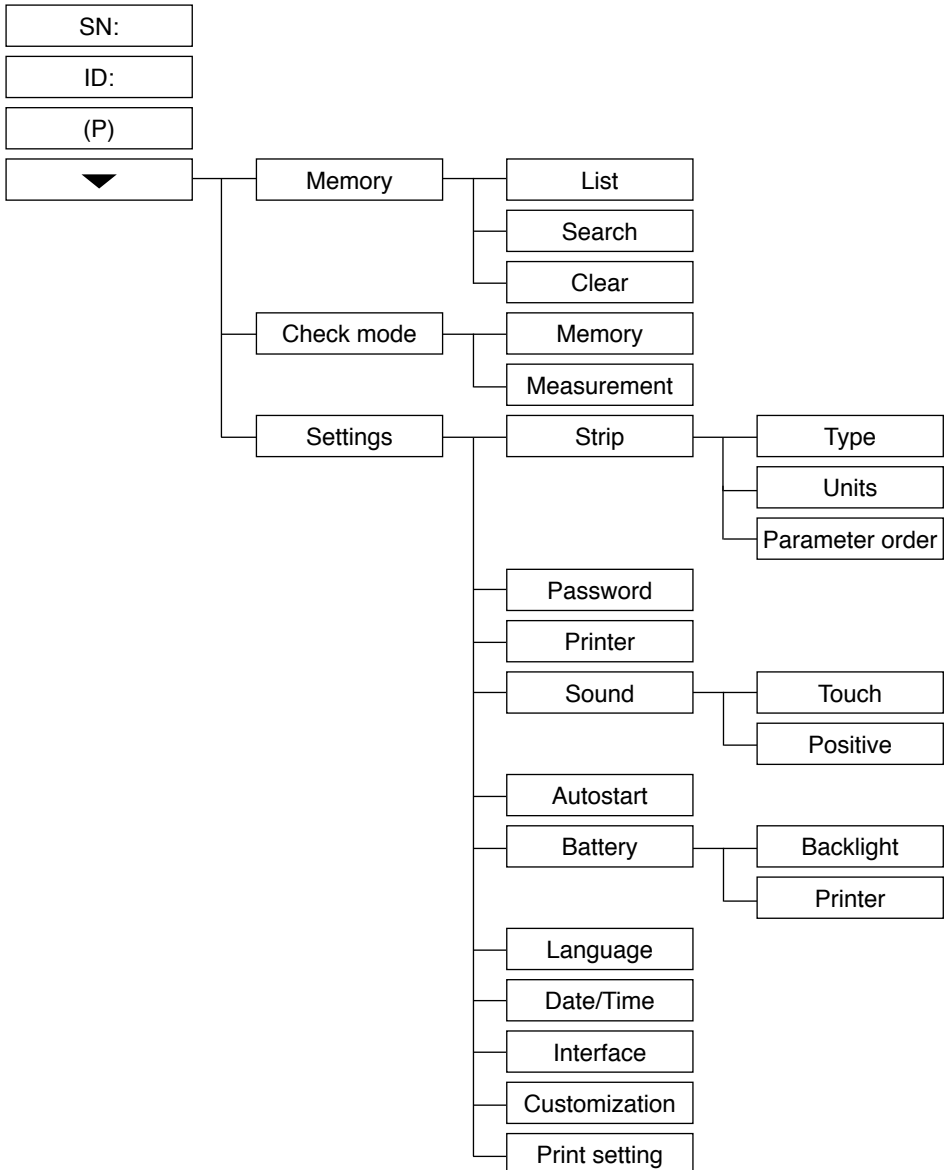 SN:
ID:
(P)
Memory
List
Search
Clear
Check mode
Memory
Measurement
Settings
Strip
Type
Units
Parameter order
Password
Printer
Sound
Touch
Positive
Autostart
Battery
Backlight
Printer
Language
Date/Time
Interface
Customization
Print setting